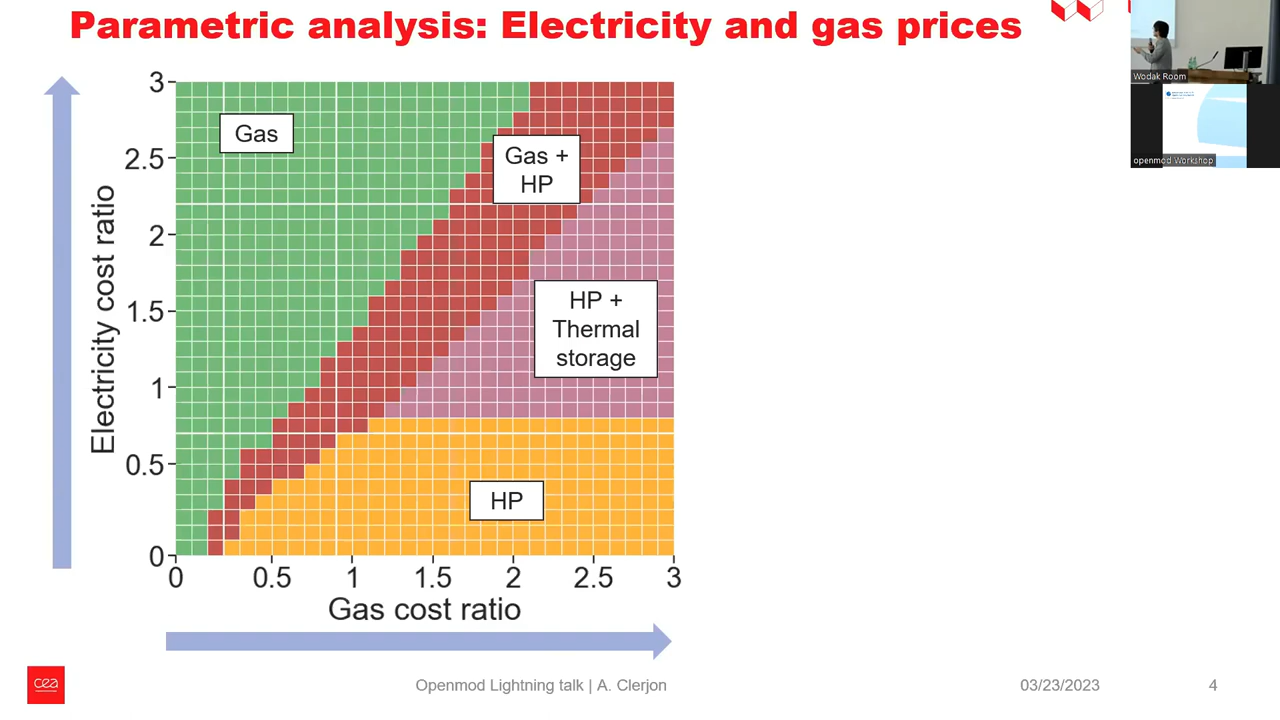 Parametric analysis: Electricity and gas prices
Wodak Room
openmod Workshop
3
2.5
2
1.5
1
0.5
0
Electricity cost ratio
Gas
Gas +
HP
HP +
Thermal
storage
HP
0 0.5 1 1.5 2 2.5 3
Gas cost ratio
cea
Openmod Lightning talk | A. Clerjon
03/23/2023
4